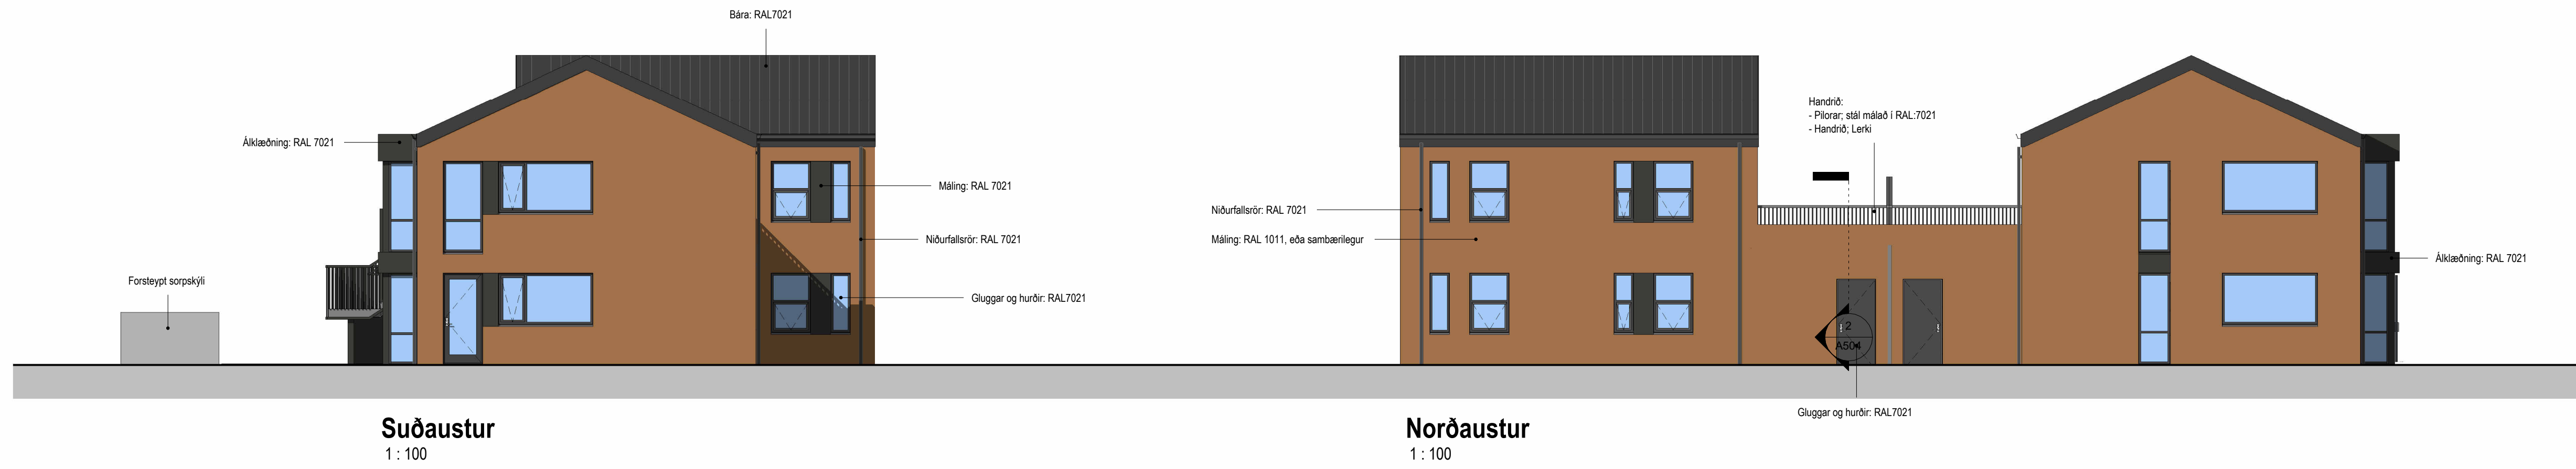 Bára: RAL7021
Álklæðning: RAL 7021
Máling: RAL 7021
Niðurfallsrör: RAL 7021
Forsteypt sorpskýli
Gluggar og hurðir: RAL7021
Suðaustur
1 : 100
Handrið:
- Pilorar; stál málað í RAL:7021
- Handrið; Lerki
Niðurfallsrör: RAL 7021
Máling: RAL 1011, eða sambærilegur
Álklæðning: RAL 7021
2
A504
Gluggar og hurðir: RAL7021
Norðaustur
1 : 100